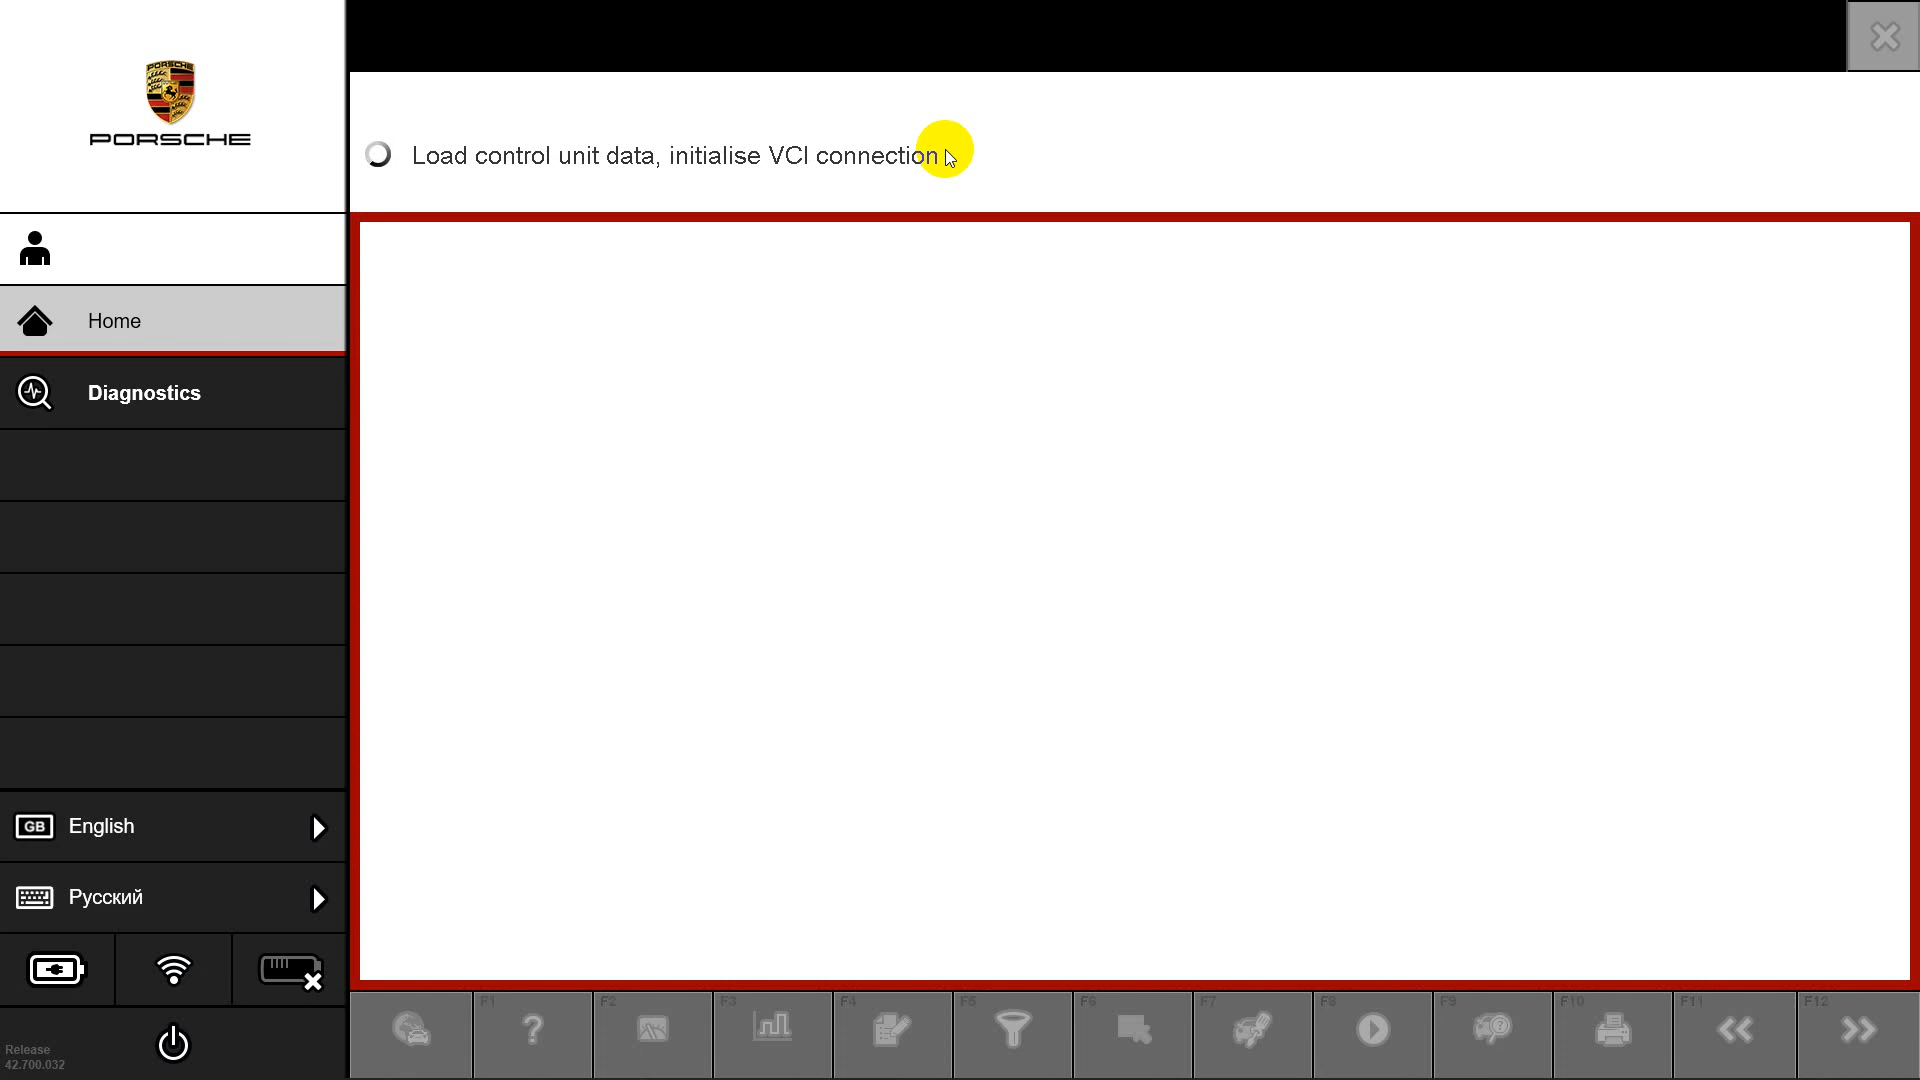 PORSCHE
PORSCHE
Load control unit data, initialise VCI connection
Home
Diagnostics
GB English
Русский
Release
42.700.032
F1
F2
F3
F4
F5
F6
F7
F8
F9
F10
F11
F12